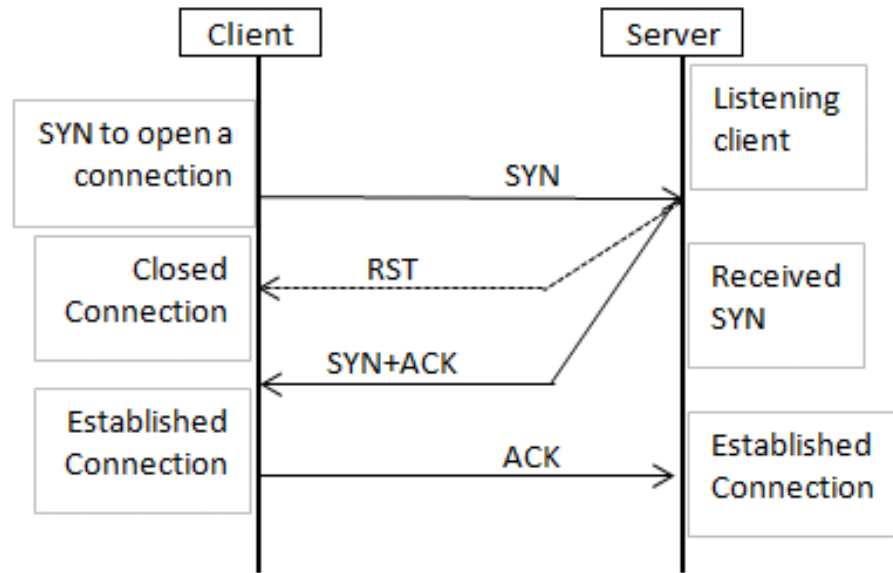 Client
Server
SYN to open a
connection
Listening
client
SYN
Closed
Connection
RST
Received
SYN
SYN+ACK
Established
Connection
ACK
Established
Connection